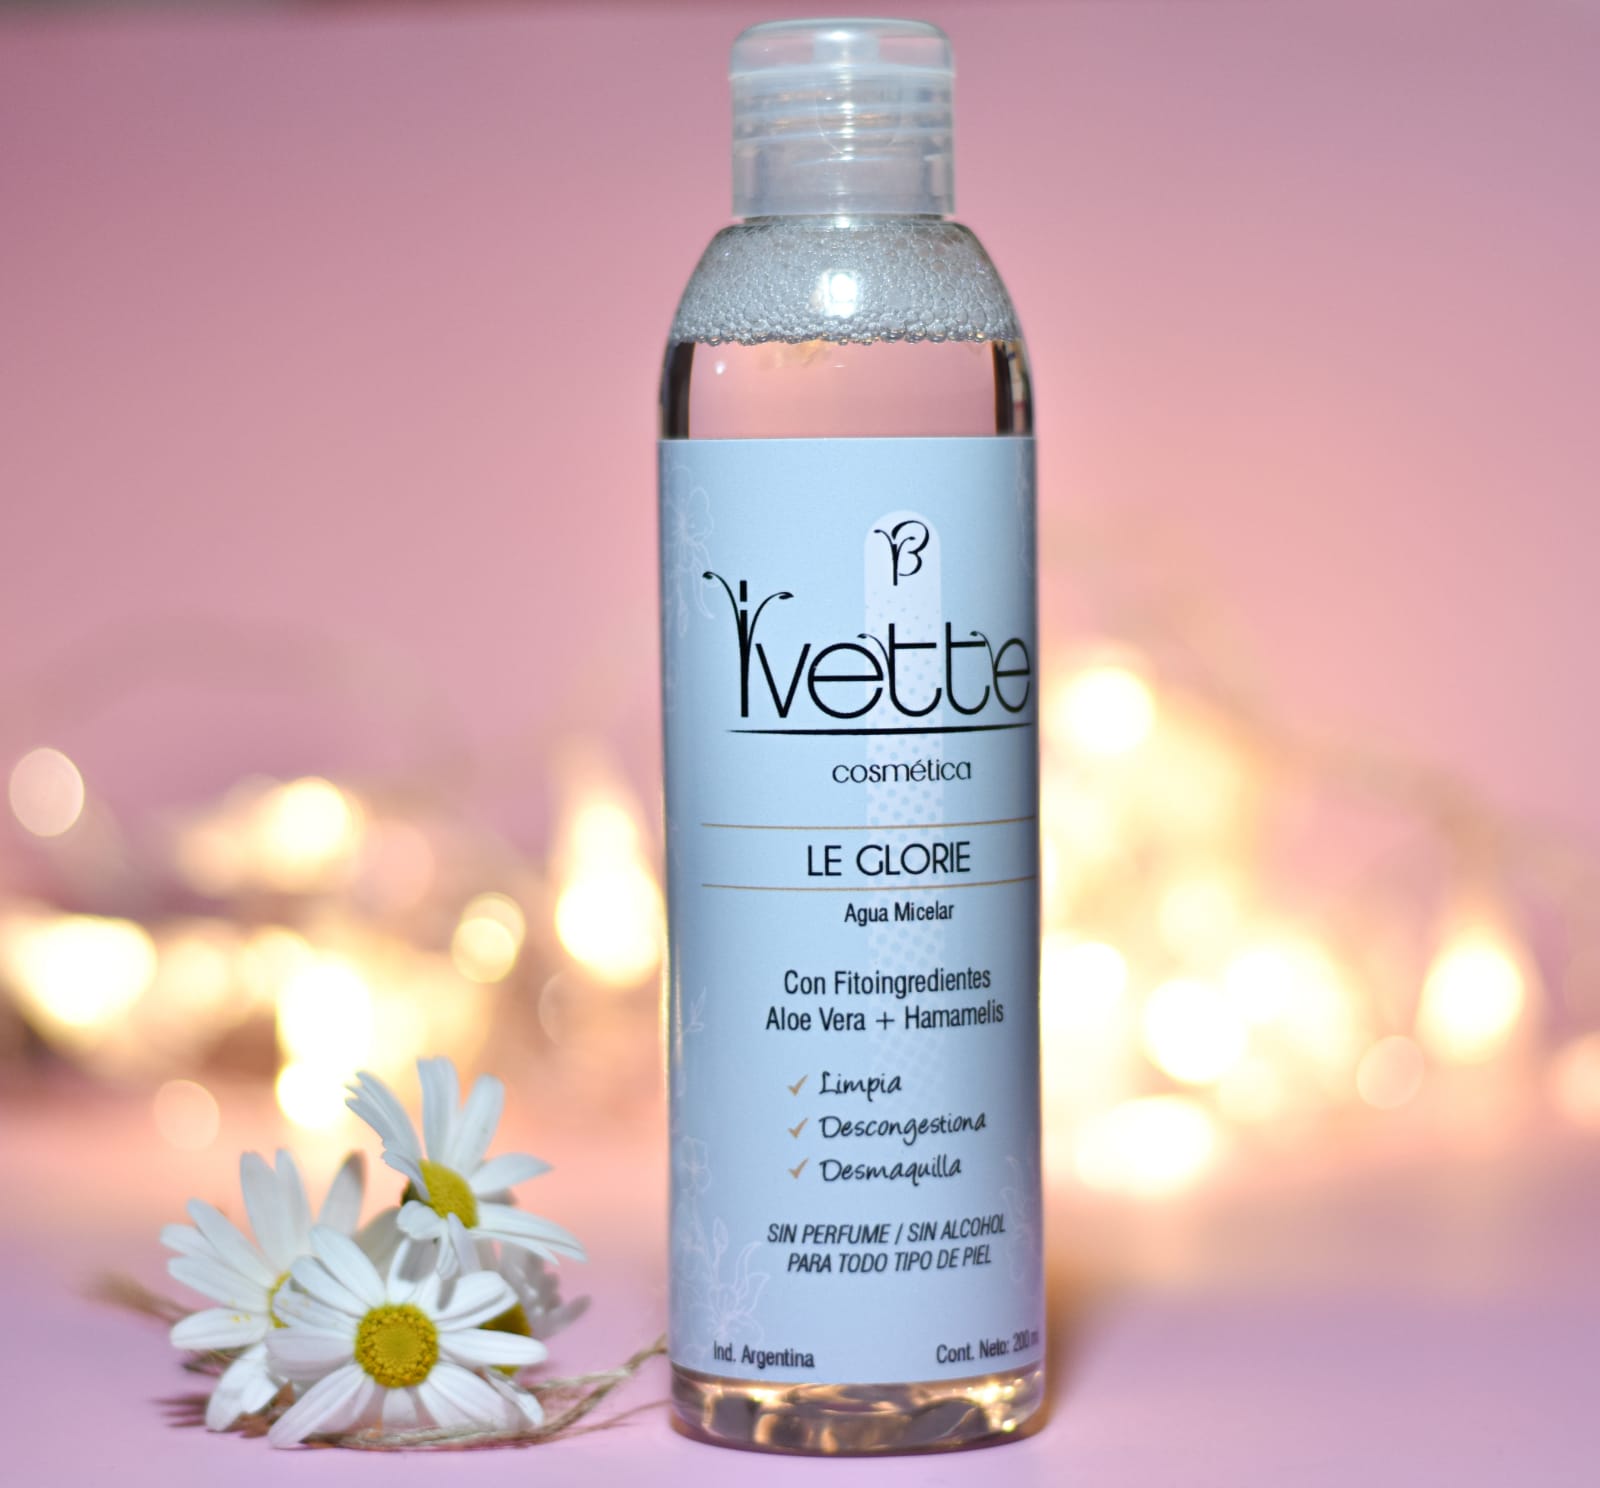 ivette
cosmética
LE GLORIE
Agua Micelar
Con Fitoingredientes
Aloe Vera + Hamamelis
Limpia
Descongestiona
Desmaquilla
SIN PERFUME / SIN ALCOHOL
PARA TODO TIPO DE PIEL
Ind. Argentina
Cont. Neto: 200